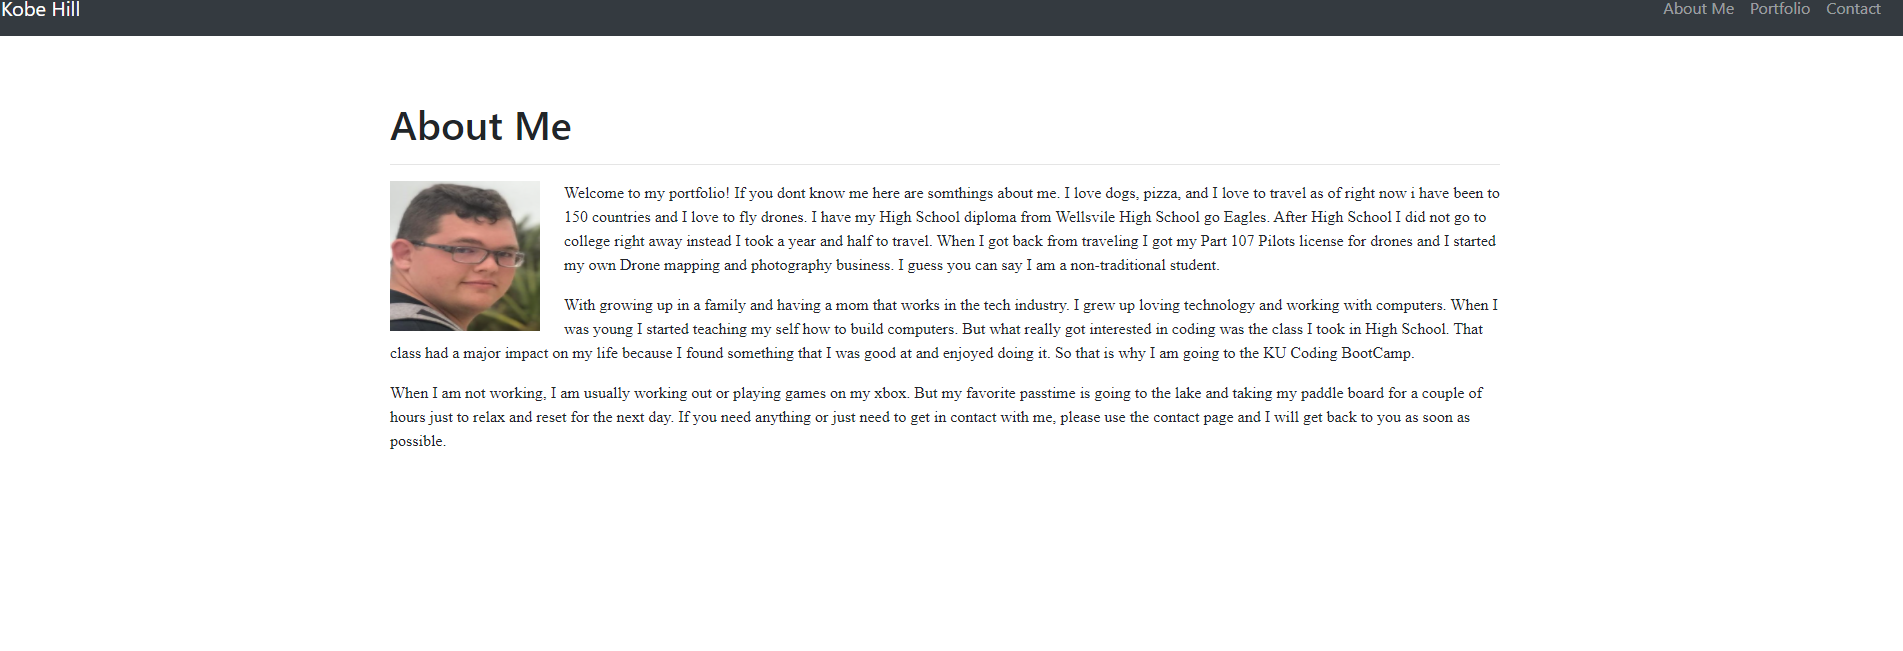 Kobe Hill
About Me Portfolio Contact
About Me
Welcome to my portfolio! If you dont know me here are somthings about me. I love dogs, pizza, and I love to travel as of right now i have been to
150 countries and I love to fly drones. I have my High School diploma from Wellsvile High School go Eagles. After High School I did not go to
college right away instead I took a year and half to travel. When I got back from traveling I got my Part 107 Pilots license for drones and I started
my own Drone mapping and photography business. I guess you can say I am a non-traditional student.
With growing up in a family and having a mom that works in the tech industry. I grew up loving technology and working with computers. When I
was young I started teaching my self how to build computers. But what really got interested in coding was the class I took in High School. That
class had a major impact on my life because I found something that I was good at and enjoyed doing it. So that is why I am going to the KU Coding BootCamp.
When I am not working, I am usually working out or playing games on my xbox. But my favorite passtime is going to the lake and taking my paddle board for a couple of
hours just to relax and reset for the next day. If you need anything or just need to get in contact with me, please use the contact page and I will get back to you as soon as
possible.